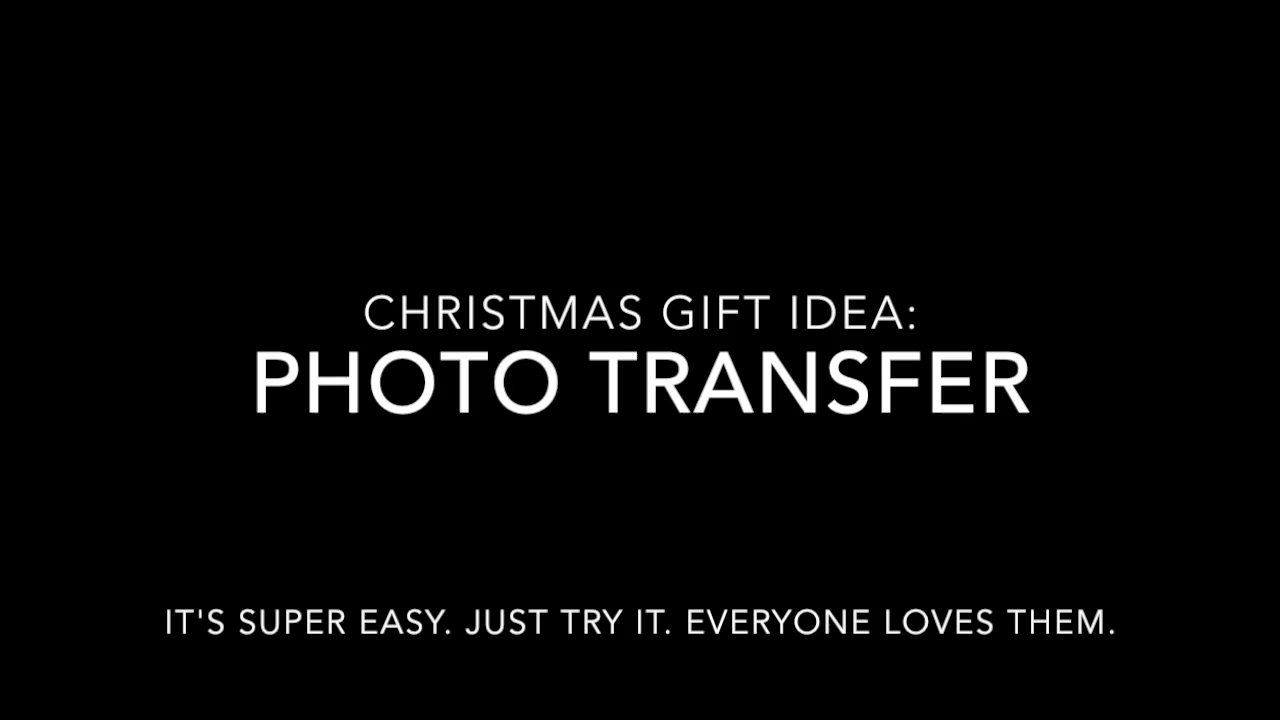 CHRISTMAS GIFT IDEA:
PHOTO TRANSFER
IT'S SUPER EASY. JUST TRY IT. EVERYONE LOVES THEM.